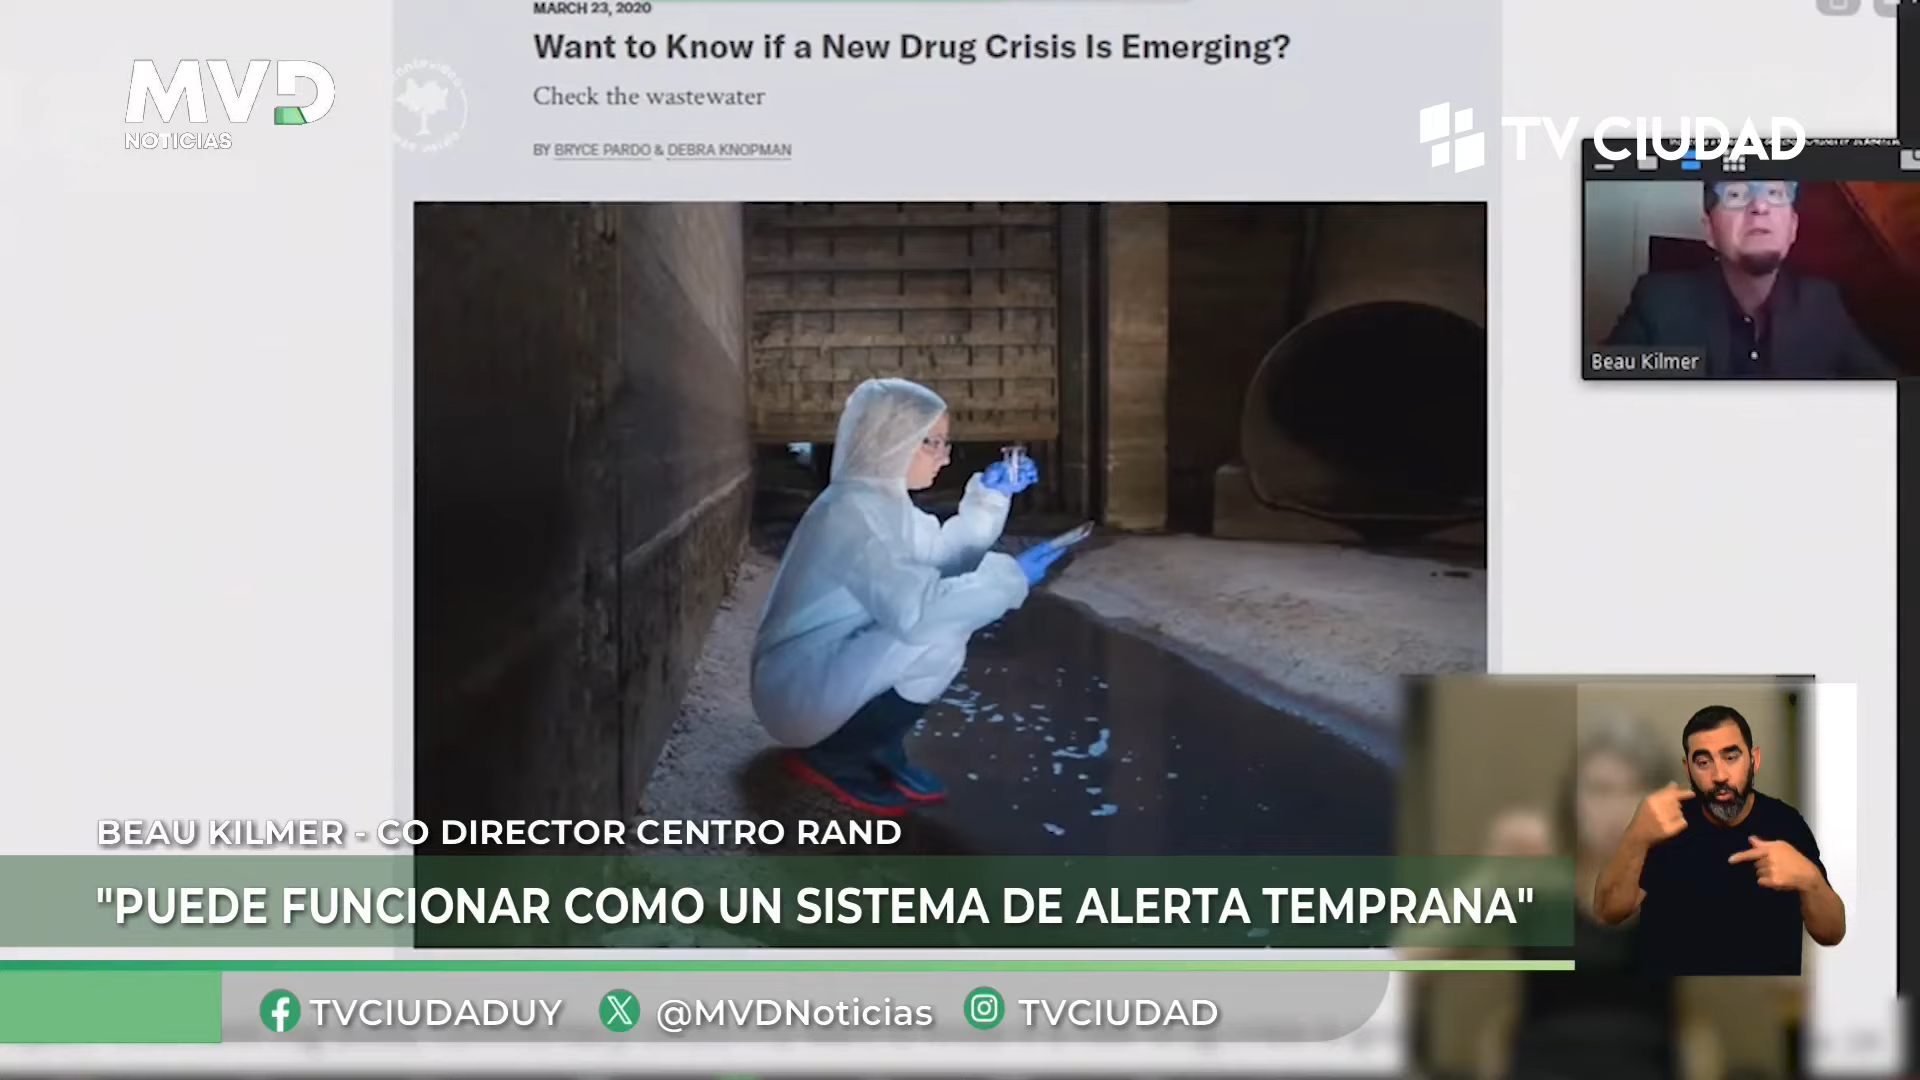 MARCH 23, 2020
Want to Know if a New Drug Crisis Is Emerging?
Check the wastewater
BY BRYCE PARDO & DEBRA KNOPMAN
MVD
NOTICIAS
TV CIUDAD
Beau Kilmer
BEAU KILMER - CO DIRECTOR CENTRO RAND
"PUEDE FUNCIONAR COMO UN SISTEMA DE ALERTA TEMPRANA"
TVCIUDADUY @MVDNoticias TVCIUDAD